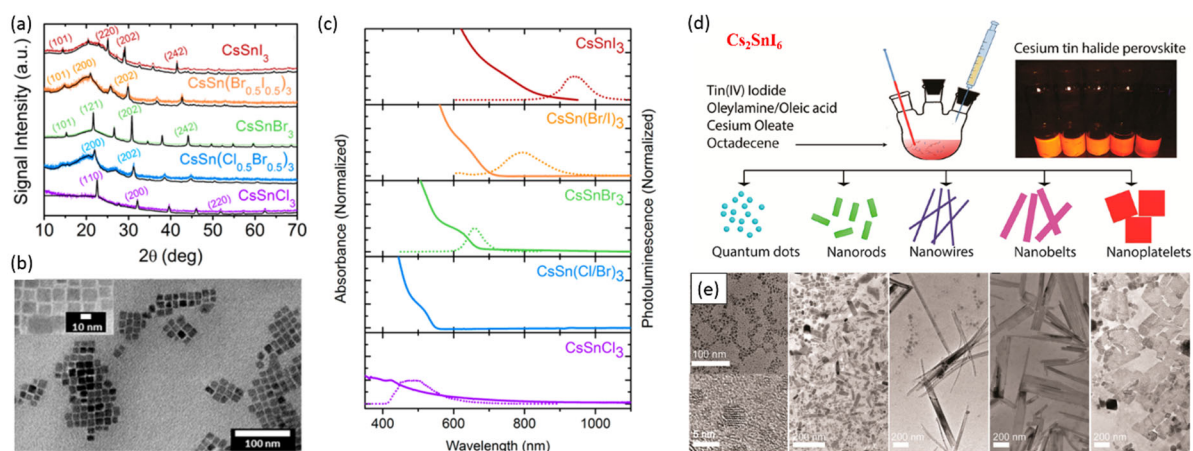 (a)
Signal Intensity (a.u.)
(101)
(220)
(202)
(242)
CsSnI3
(101)
(200)
(202)
CsSn(Br0.5I0.5)3
(101)
(121)
(202)
(242)
CsSnBr3
(200)
(202)
CsSn(Cl0.5Br0.5)3
(110)
(200)
(220)
CsSnCl3
10 20 30 40 50 60 70
2θ (deg)
(b)
10 nm
100 nm
(c)
Absorbance (Normalized)
Photoluminescence (Normalized)
CsSnI3
CsSn(Br/I)3
CsSnBr3
CsSn(Cl/Br)3
CsSnCl3
400 600 800 1000
Wavelength (nm)
(d)
Cs2SnI6
Tin(IV) Iodide
Oleylamine/Oleic acid
Cesium Oleate
Octadecene
Cesium tin halide perovskite
Quantum dots
Nanorods
Nanowires
Nanobelts
Nanoplatelets
(e)
100 nm
5 nm
200 nm
200 nm
200 nm
200 nm